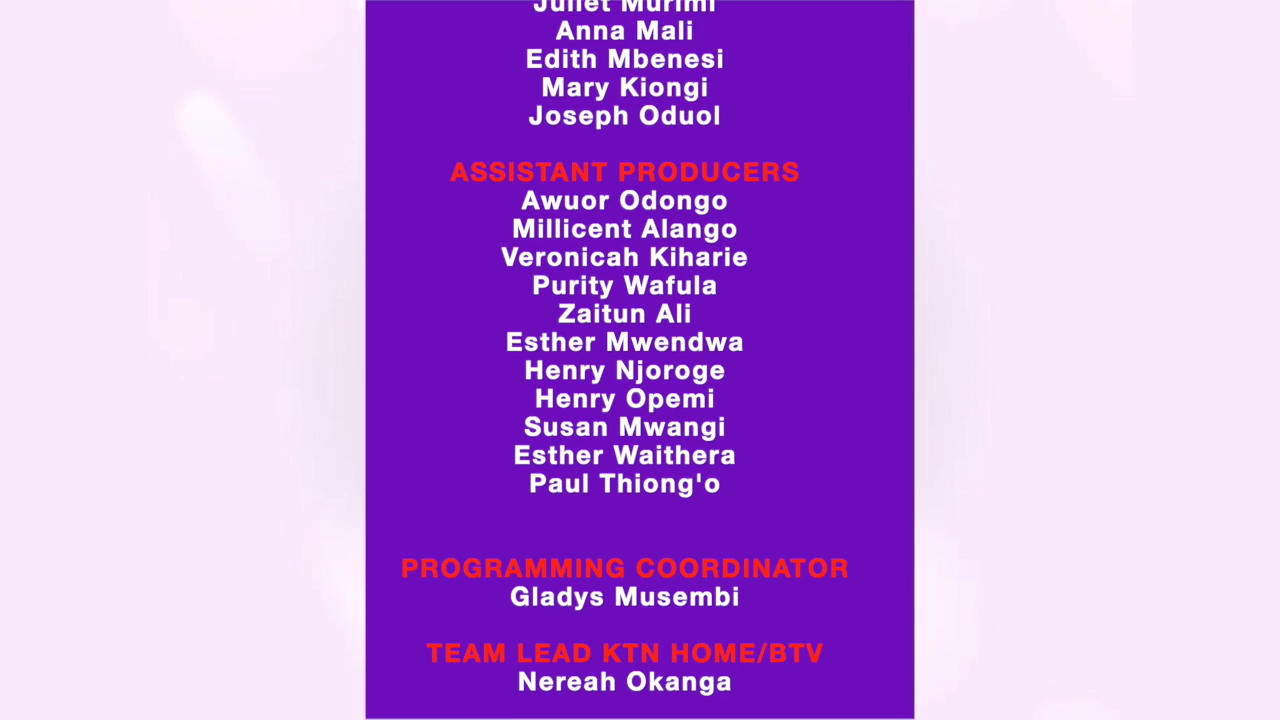 Juliet Murimi
Anna Mali
Edith Mbenesi
Mary Kiongi
Joseph Oduol
ASSISTANT PRODUCERS
Awuor Odongo
Millicent Alango
Veronicah Kiharie
Purity Wafula
Zaitun Ali
Esther Mwendwa
Henry Njoroge
Henry Opemi
Susan Mwangi
Esther Waithera
Paul Thiong'o
PROGRAMMING COORDINATOR
Gladys Musembi
TEAM LEAD KTN HOME/BTV
Nereah Okanga